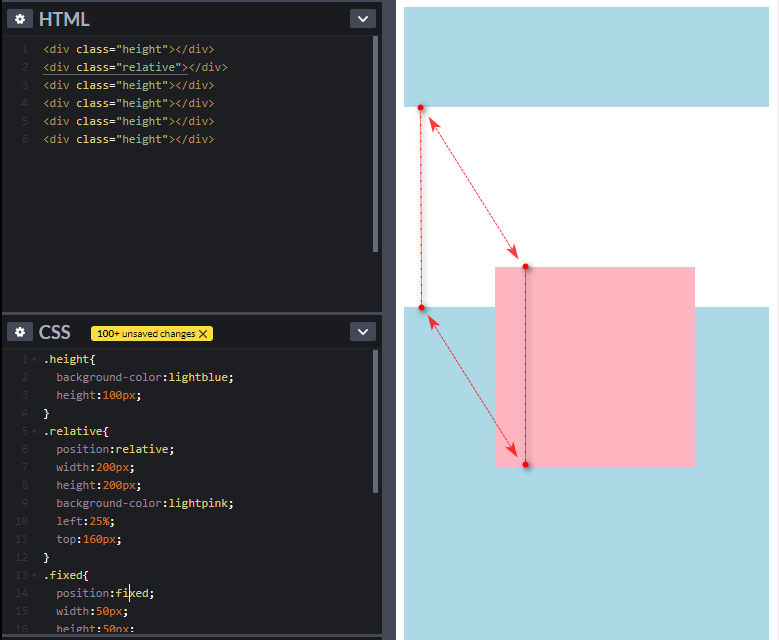 HTML
1 <div class="height"></div>
2 <div class="relative"></div>
3 <div class="height"></div>
4 <div class="height"></div>
5 <div class="height"></div>
6 <div class="height"></div>
CSS 100+ unsaved changes X
1 .height{
2 background-color:lightblue;
3 height:100px;
4 }
5 .relative{
6 position:relative;
7 width:200px;
8 height:200px;
9 background-color:lightpink;
10 left:25%;
11 top:160px;
12 }
13 .fixed{
14 position:fixed;
15 width:50px;
16 height:50px;